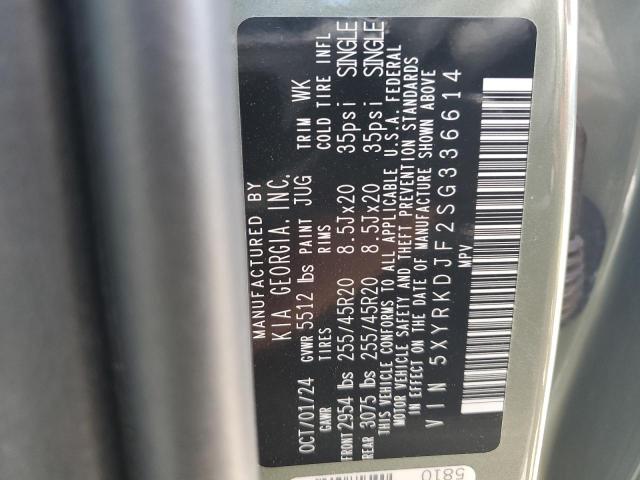 MANUFACTURED BY
KIA GEORGIA, INC.
OCT/01/24 GVWR 5512 lbs PAINT JUG TRIM WK
GAWR TIRES RIMS COLD TIRE INFL
FRONT 2954 lbs 255/45R20 8.5Jx20 35psi SINGLE
REAR 3075 lbs 255/45R20 8.5Jx20 35psi SINGLE
THIS VEHICLE CONFORMS TO ALL APPLICABLE U.S.A. FEDERAL
MOTOR VEHICLE SAFETY AND THEFT PREVENTION STANDARDS
IN EFFECT ON THE DATE OF MANUFACTURE SHOWN ABOVE
VIN 5XYRKDJF2SG336614
MPV
5810